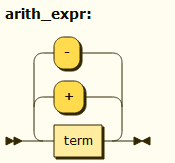 arith_expr:
-
+
term